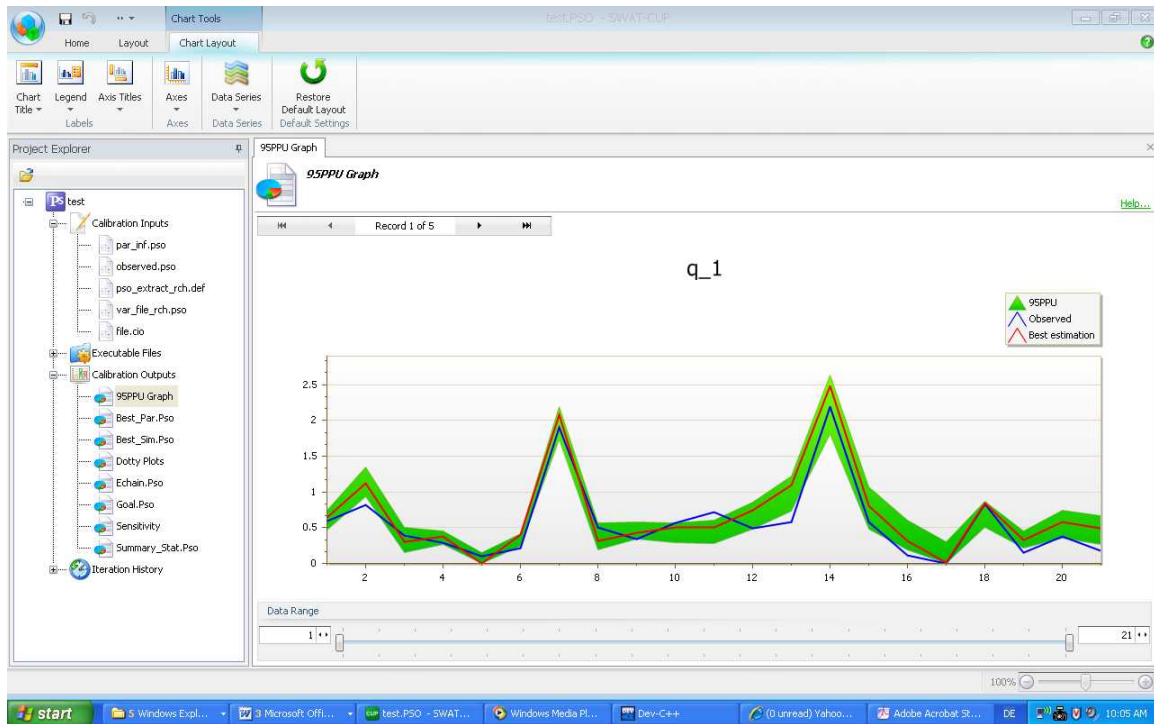 Chart Tools
test.PSO - SWAT-CUP
Home Layout Chart Layout
Chart Title
Legend
Axis Titles
Axes
Data Series
Restore Default Layout
Labels
Axes
Data Series
Default Settings
Project Explorer
test
Calibration Inputs
par_inf.pso
observed.pso
pso_extract_rch.def
var_file_rch.pso
file.cio
Executable Files
Calibration Outputs
95PPU Graph
Best_Par.Pso
Best_Sim.Pso
Dotty Plots
Echain.Pso
Goal.Pso
Sensitivity
Summary_Stat.Pso
Iteration History
95PPU Graph
95PPU Graph
Help...
Record 1 of 5
q_1
95PPU
Observed
Best estimation
2.5
2
1.5
1
0.5
0
2 4 6 8 10 12 14 16 18 20
Data Range
1
21
100%
start
5 Windows Expl...
3 Microsoft Offi...
test.PSO - SWAT...
Windows Media Pl...
Dev-C++
(0 unread) Yahoo...
Adobe Acrobat St...
DE
10:05 AM